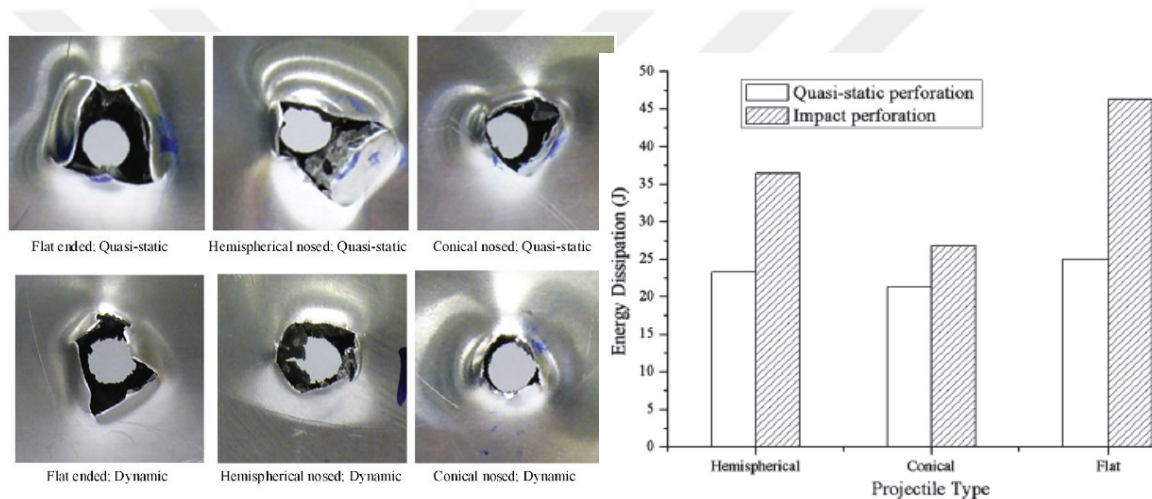 Flat ended; Quasi-static
Hemispherical nosed; Quasi-static
Conical nosed; Quasi-static
Flat ended; Dynamic
Hemispherical nosed; Dynamic
Conical nosed; Dynamic
50
45
40
35
30
25
20
15
10
5
0
Energy Dissipation (J)
Quasi-static perforation
Impact perforation
Hemispherical
Conical
Flat
Projectile Type